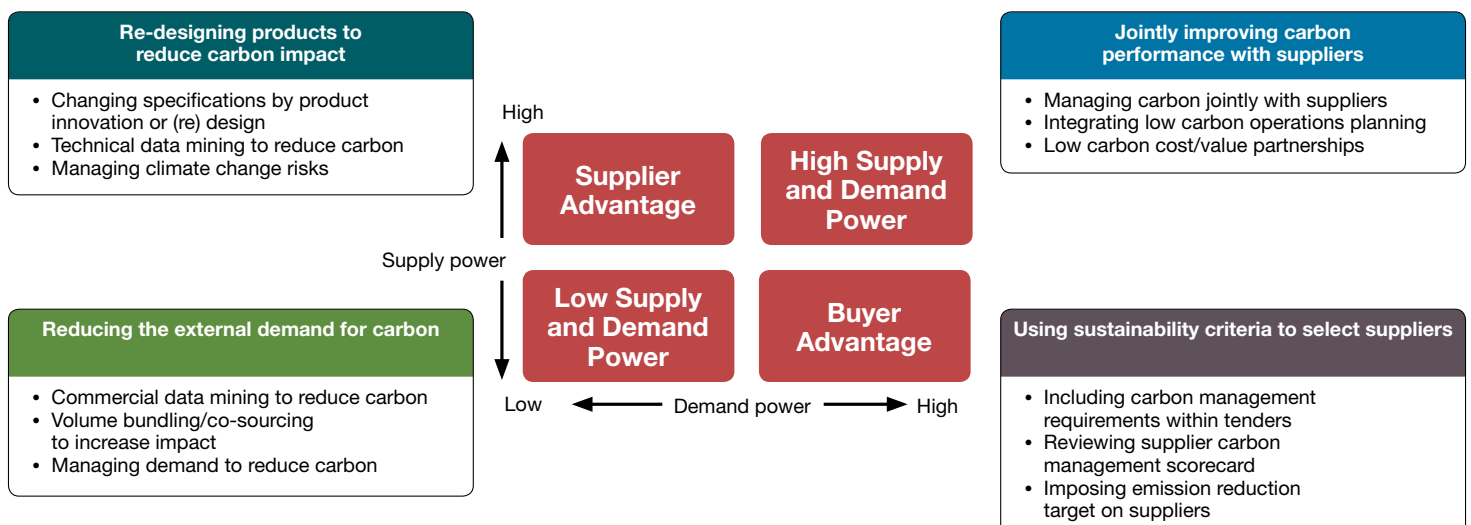 Re-designing products to
reduce carbon impact
• Changing specifications by product
innovation or (re) design
• Technical data mining to reduce carbon
• Managing climate change risks
Jointly improving carbon
performance with suppliers
• Managing carbon jointly with suppliers
• Integrating low carbon operations planning
• Low carbon cost/value partnerships
High
Supplier
Advantage
High Supply
and Demand
Power
Supply power
Low Supply
and Demand
Power
Buyer
Advantage
Low
Demand power
High
Reducing the external demand for carbon
• Commercial data mining to reduce carbon
• Volume bundling/co-sourcing
to increase impact
• Managing demand to reduce carbon
Using sustainability criteria to select suppliers
• Including carbon management
requirements within tenders
• Reviewing supplier carbon
management scorecard
• Imposing emission reduction
target on suppliers